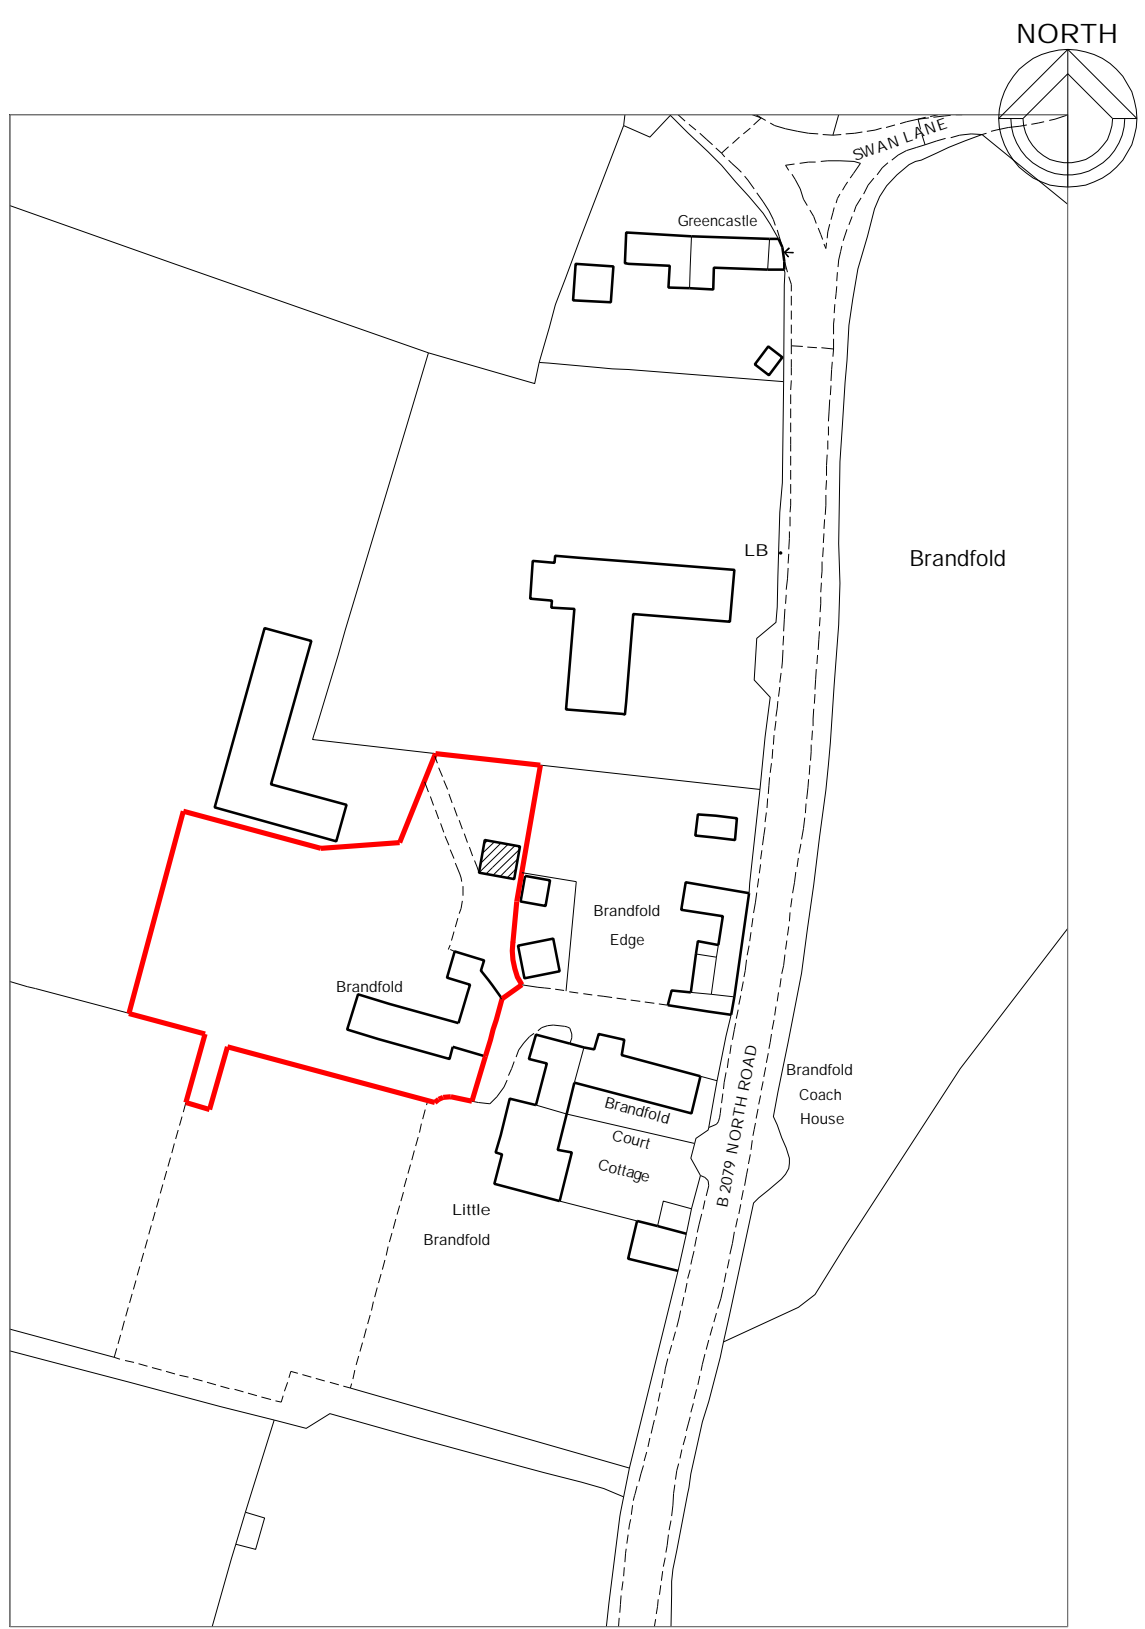 NORTH
SWAN LANE
Greencastle
LB
Brandfold
Brandfold
Edge
Brandfold
B 2079 NORTH ROAD
Brandfold
Coach
House
Brandfold
Court
Cottage
Little
Brandfold